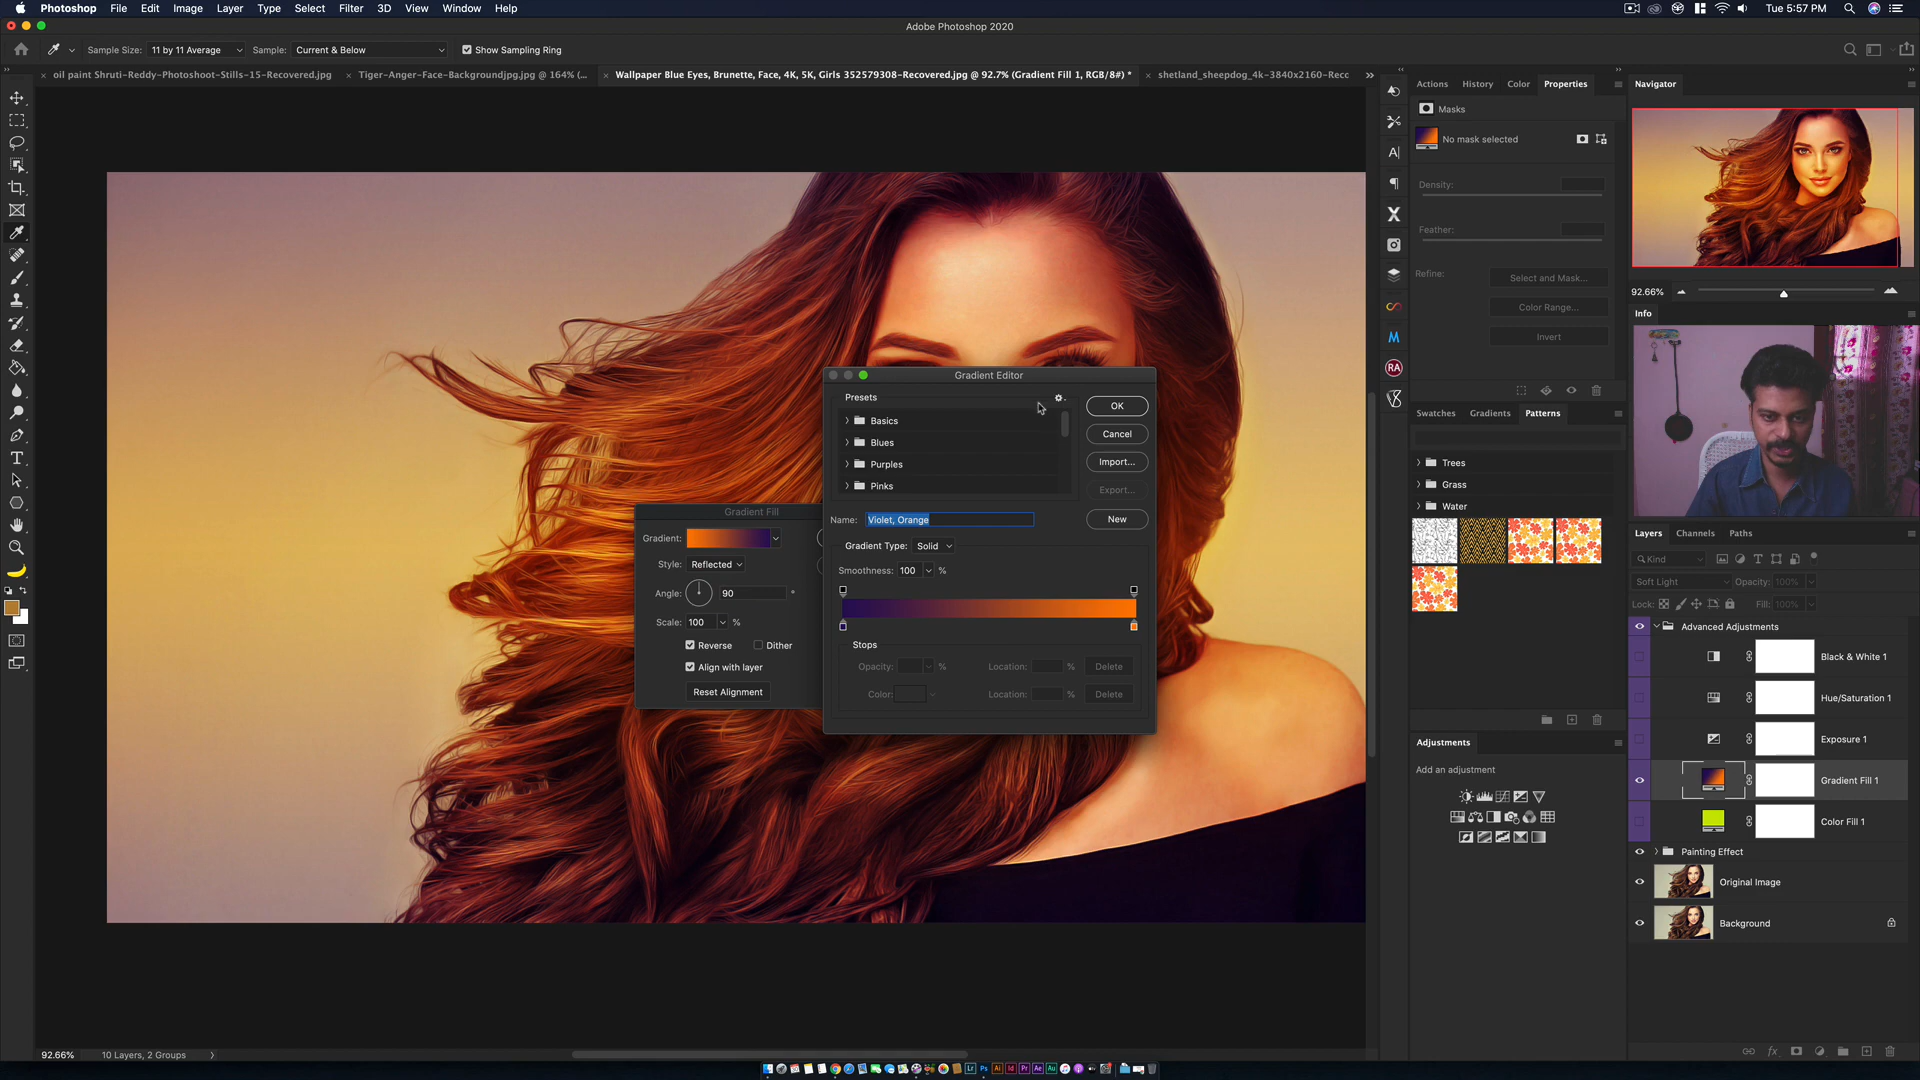 Photoshop File Edit Image Layer Type Select Filter 3D View Window Help
Tue 5:57 PM
Adobe Photoshop 2020
Sample Size: 11 by 11 Average Sample: Current & Below Show Sampling Ring
oil paint Shruti-Reddy-Photoshoot-Stills-15-Recovered.jpg
Tiger-Anger-Face-Backgroundjpg.jpg @ 164% (...
Wallpaper Blue Eyes, Brunette, Face, 4K, 5K, Girls 352579308-Recovered.jpg @ 92.7% (Gradient Fill 1, RGB/8#) *
shetland_sheepdog_4k-3840x2160-Reco
Actions History Color Properties
Masks
No mask selected
Density:
Feather:
Refine:
Select and Mask...
Color Range...
Invert
Swatches Gradients Patterns
Trees
Grass
Water
Adjustments
Add an adjustment
Navigator
92.66%
Info
Layers Channels Paths
Kind
Soft Light Opacity: 100%
Lock: Fill: 100%
Advanced Adjustments
Black & White 1
Hue/Saturation 1
Exposure 1
Gradient Fill 1
Color Fill 1
Painting Effect
Original Image
Background
Gradient Fill
Gradient:
Style: Reflected
Angle: 90 °
Scale: 100 %
Reverse Dither
Align with layer
Reset Alignment
Gradient Editor
Presets
Basics
Blues
Purples
Pinks
OK
Cancel
Import...
Export...
Name: Violet, Orange
New
Gradient Type: Solid
Smoothness: 100 %
Stops
Opacity: % Location: % Delete
Color: Location: % Delete
92.66% 10 Layers, 2 Groups
Lr Ps Ai Id Pr Ae Au